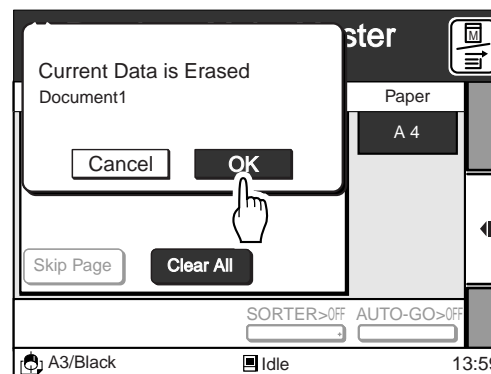 ster
M
Current Data is Erased
Document1
Paper
A 4
Cancel OK
Skip Page Clear All
SORTER>OFF AUTO-GO>OFF
A3/Black Idle 13:59